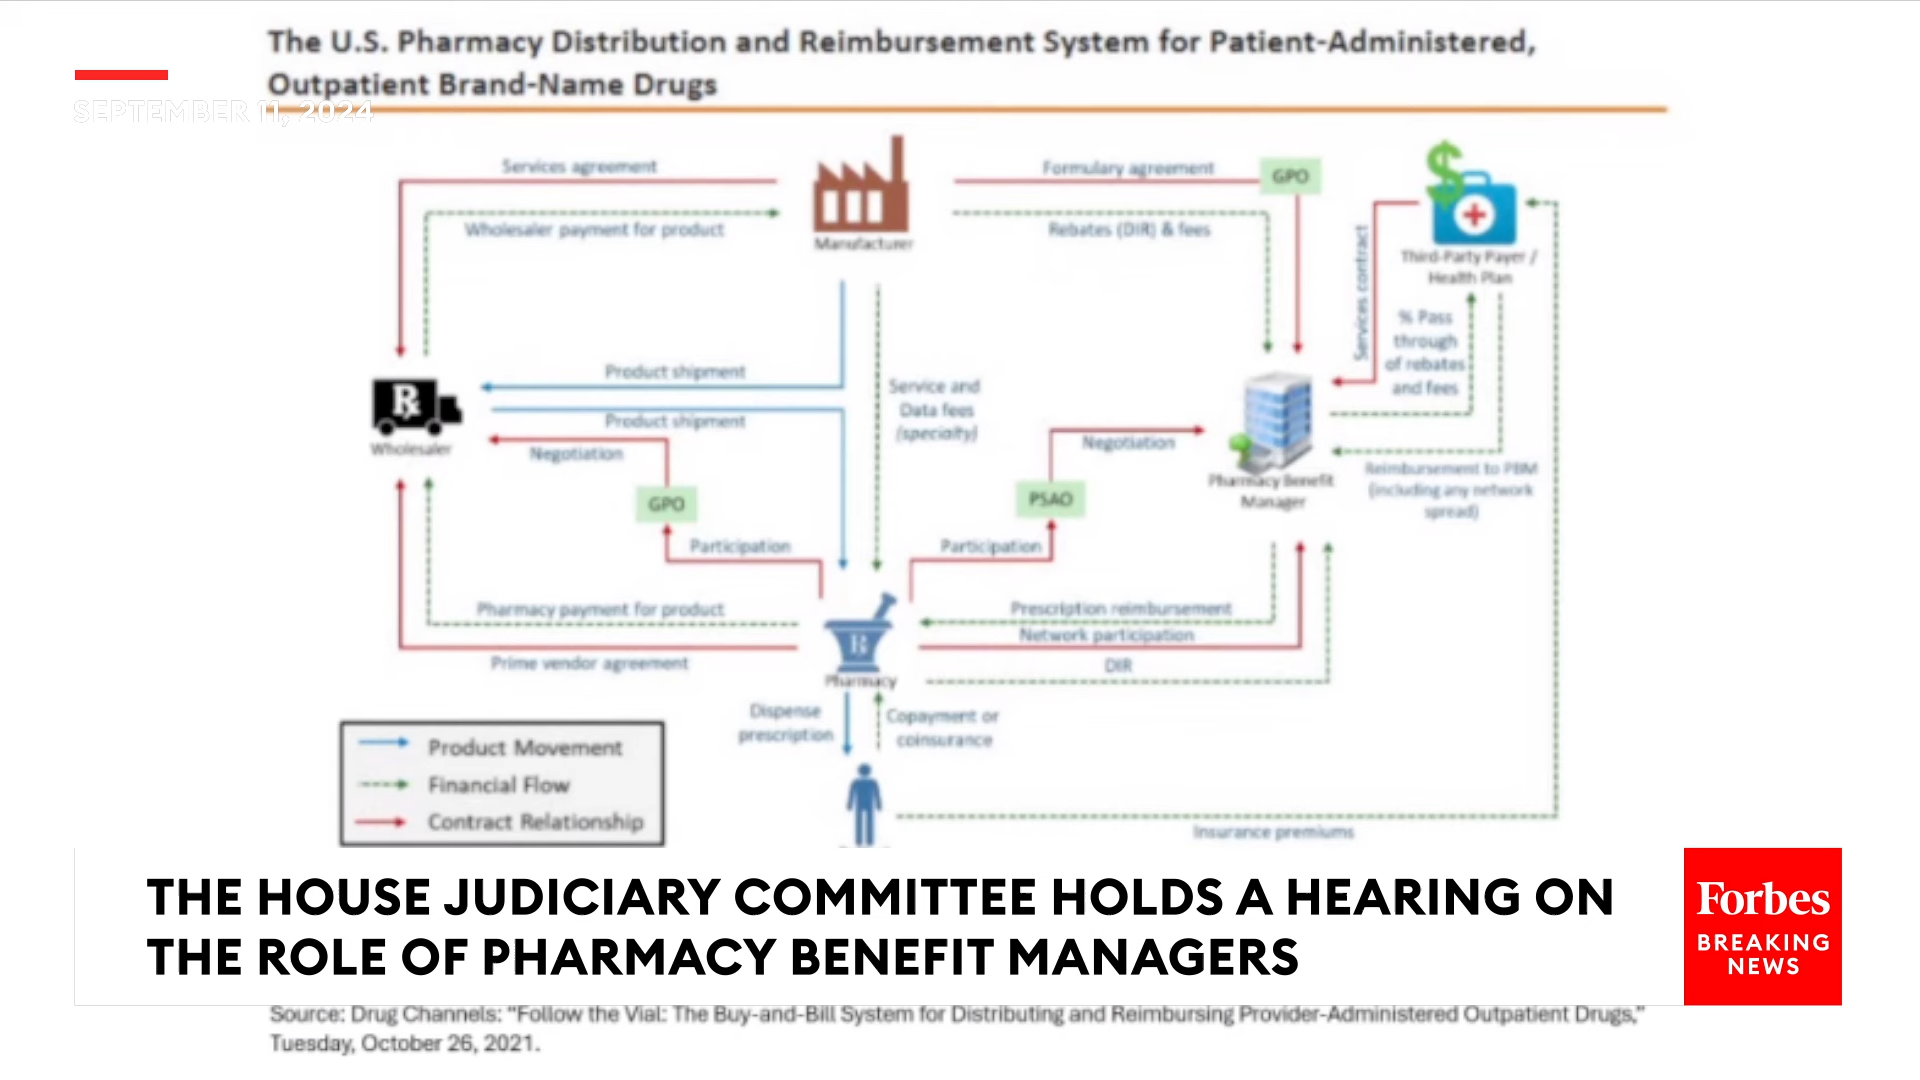 The U.S. Pharmacy Distribution and Reimbursement System for Patient-Administered,
Outpatient Brand-Name Drugs
SEPTEMBER 11, 2024
Services agreement
Wholesaler payment for product
Manufacturer
Formulary agreement
GPO
Rebates (DIR) & fees
Third-Party Payer /
Health Plan
Services contract
% Pass
through
of rebates
and fees
Product shipment
Product shipment
Service and
Data fees
(specialty)
Rx
Wholesaler
Negotiation
GPO
Participation
Negotiation
PSAO
Participation
Pharmacy Benefit
Manager
Reimbursement to PBM
(including any network
spread)
Pharmacy payment for product
Prime vendor agreement
Prescription reimbursement
Network participation
DIR
Pharmacy
Dispense
prescription
Copayment or
coinsurance
Product Movement
Financial Flow
Contract Relationship
Insurance premiums
THE HOUSE JUDICIARY COMMITTEE HOLDS A HEARING ON
THE ROLE OF PHARMACY BENEFIT MANAGERS
Forbes
BREAKING
NEWS
Source: Drug Channels: “Follow the Vial: The Buy-and-Bill System for Distributing and Reimbursing Provider-Administered Outpatient Drugs,”
Tuesday, October 26, 2021.